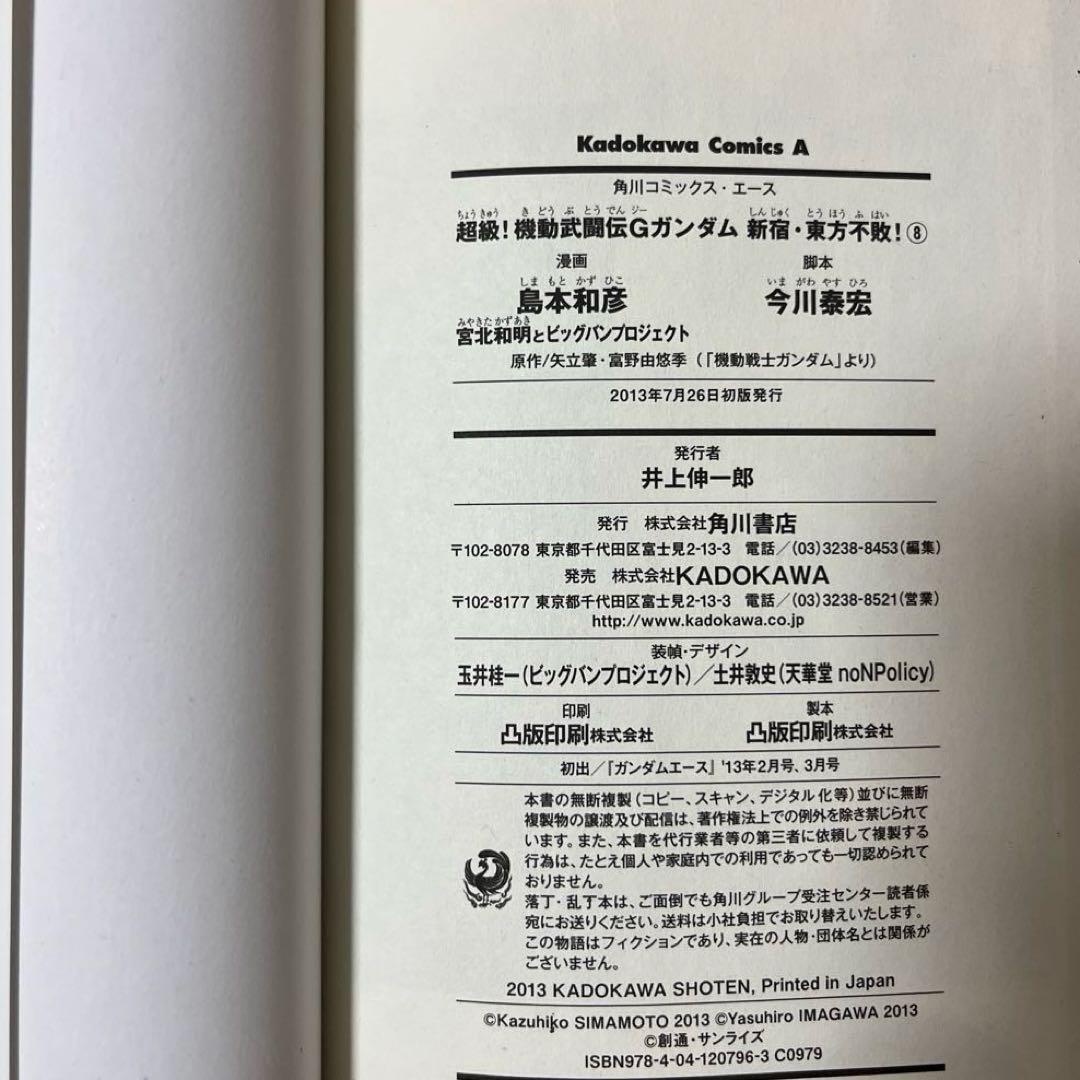 Kadokawa Comics A
角川コミックス・エース
ちょうきゅう きどうぶとうでんジー しんじゅく とうほうふはい
超級!機動武闘伝Gガンダム 新宿・東方不敗!⑧
漫画 脚本
しまもとかずひこ いまがわやすひろ
島本和彦 今川泰宏
みやきたかずあき
宮北和明とビッグバンプロジェクト
原作/矢立肇・富野由悠季(「機動戦士ガンダム」より)
2013年7月26日初版発行
発行者
井上伸一郎
発行 株式会社角川書店
〒102-8078 東京都千代田区富士見2-13-3 電話/(03)3238-8453(編集)
発売 株式会社KADOKAWA
〒102-8177 東京都千代田区富士見2-13-3 電話/(03)3238-8521(営業)
http://www.kadokawa.co.jp
装幀・デザイン
玉井桂一(ビッグバンプロジェクト)/土井敦史(天華堂 noNPolicy)
印刷 製本
凸版印刷株式会社 凸版印刷株式会社
初出/『ガンダムエース』'13年2月号、3月号
本書の無断複製(コピー、スキャン、デジタル化等)並びに無断
複製物の譲渡及び配信は、著作権法上での例外を除き禁じられて
います。また、本書を代行業者等の第三者に依頼して複製する
行為は、たとえ個人や家庭内での利用であっても一切認められて
おりません。
落丁・乱丁本は、ご面倒でも角川グループ受注センター読者係
宛にお送りください。送料は小社負担でお取り替えいたします。
この物語はフィクションであり、実在の人物・団体名とは関係が
ございません。
2013 KADOKAWA SHOTEN, Printed in Japan
©Kazuhiko SIMAMOTO 2013 ©Yasuhiro IMAGAWA 2013
©創通・サンライズ
ISBN978-4-04-120796-3 C0979